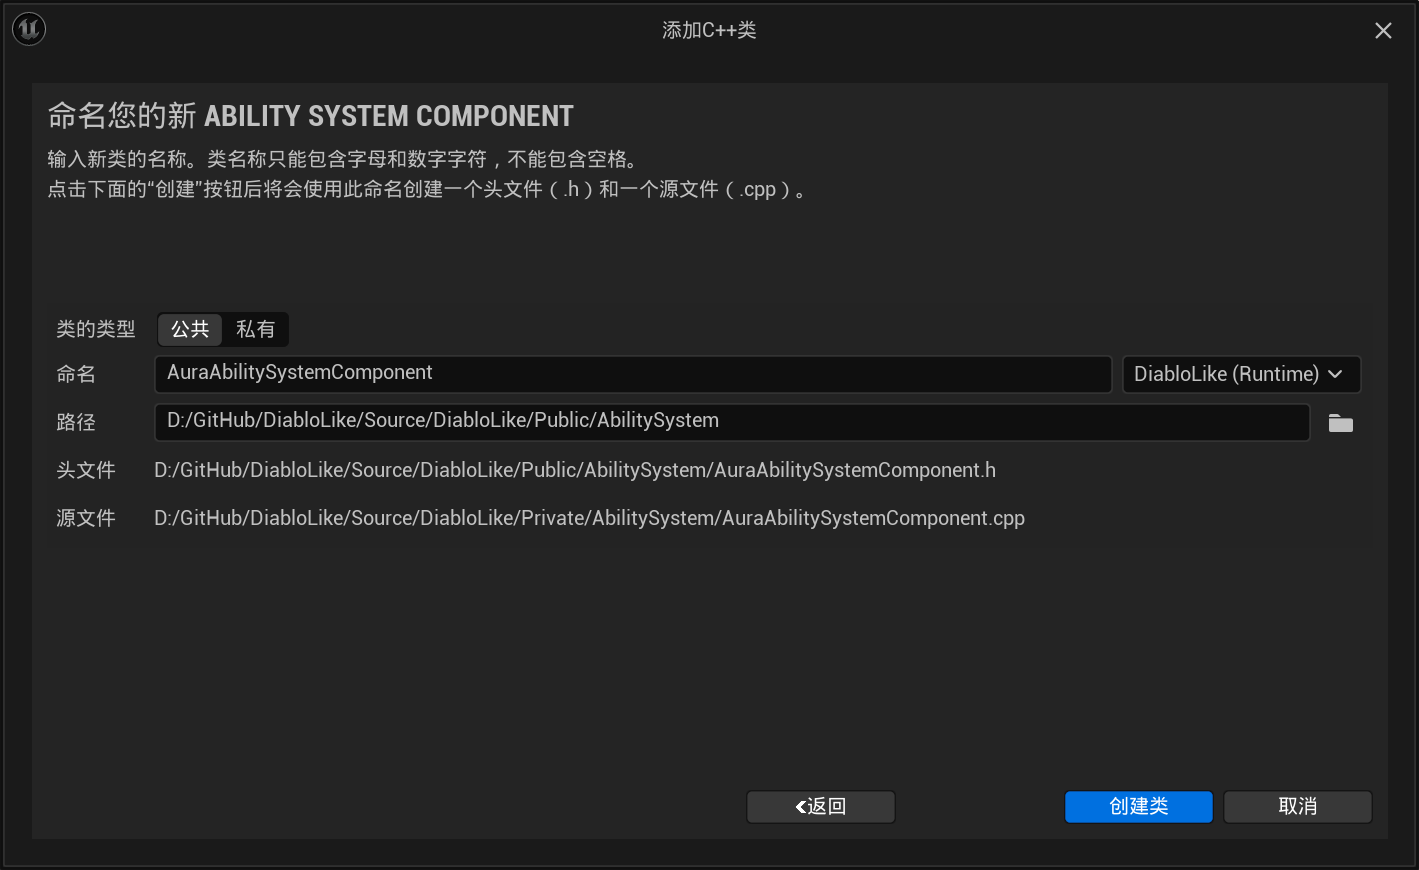 添加C++类
命名您的新 ABILITY SYSTEM COMPONENT
输入新类的名称。类名称只能包含字母和数字字符，不能包含空格。
点击下面的“创建”按钮后将会使用此命名创建一个头文件（.h）和一个源文件（.cpp）。
类的类型 公共 私有
命名 AuraAbilitySystemComponent DiabloLike (Runtime)
路径 D:/GitHub/DiabloLike/Source/DiabloLike/Public/AbilitySystem
头文件 D:/GitHub/DiabloLike/Source/DiabloLike/Public/AbilitySystem/AuraAbilitySystemComponent.h
源文件 D:/GitHub/DiabloLike/Source/DiabloLike/Private/AbilitySystem/AuraAbilitySystemComponent.cpp
返回 创建类 取消